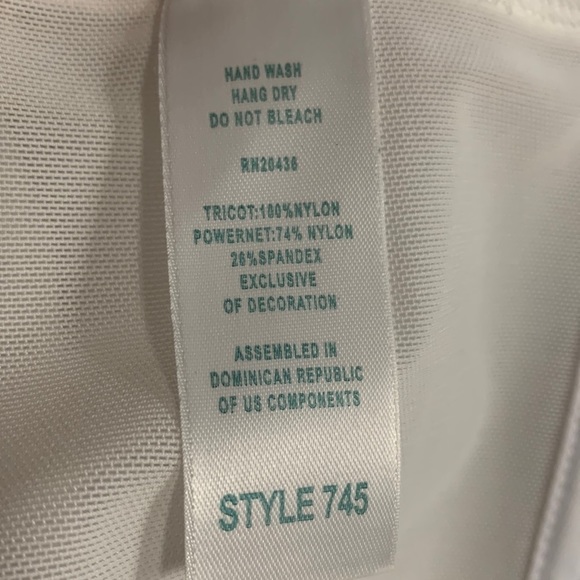 HAND WASH
HANG DRY
DO NOT BLEACH
RN20436
TRICOT:100%NYLON
POWERNET:74% NYLON
26%SPANDEX
EXCLUSIVE
OF DECORATION
ASSEMBLED IN
DOMINICAN REPUBLIC
OF US COMPONENTS
STYLE 745